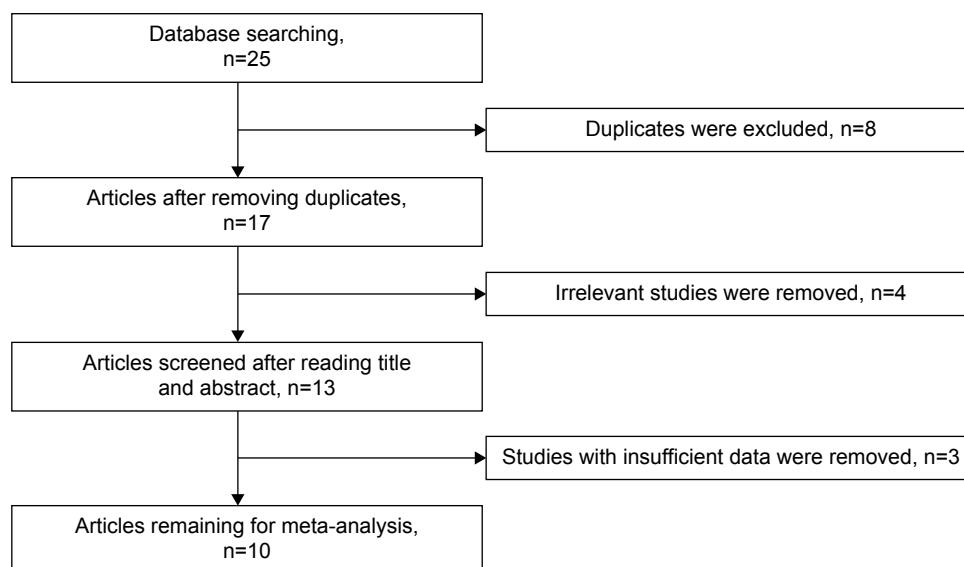 Database searching,
n=25
Duplicates were excluded, n=8
Articles after removing duplicates,
n=17
Irrelevant studies were removed, n=4
Articles screened after reading title
and abstract, n=13
Studies with insufficient data were removed, n=3
Articles remaining for meta-analysis,
n=10